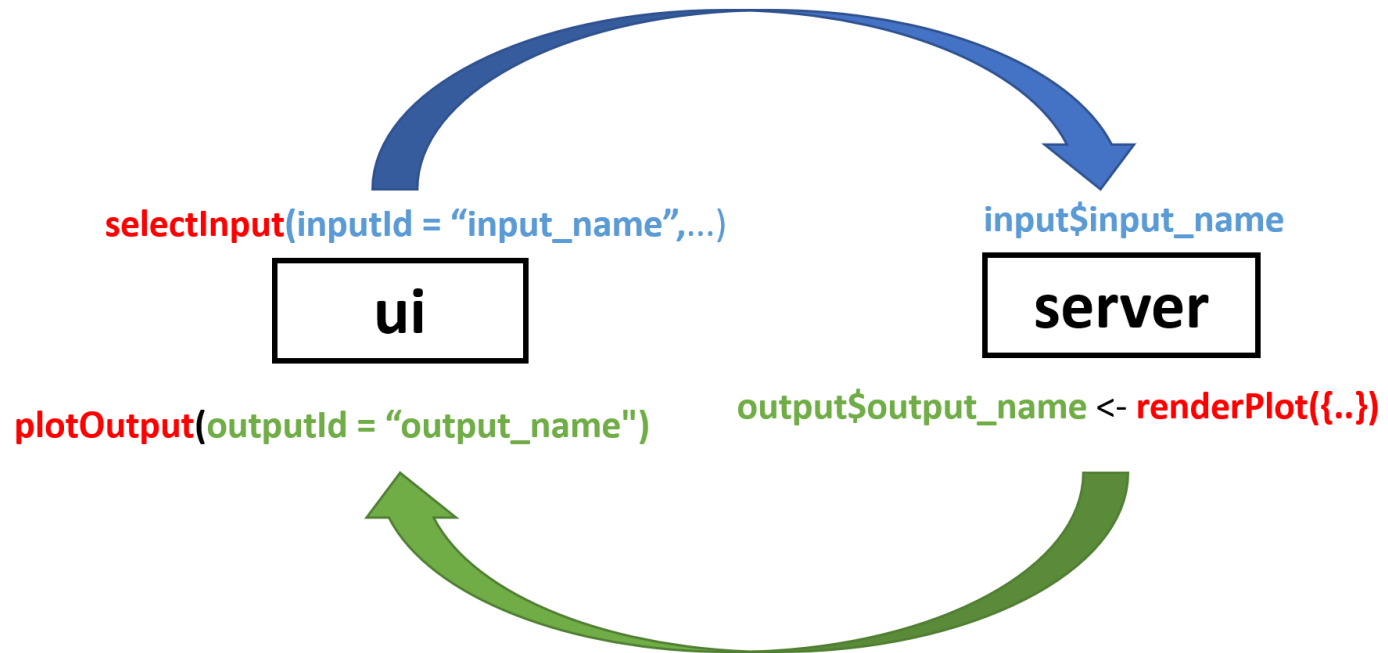 selectInput(inputId = “input_name”,...)
input$input_name
ui
server
plotOutput(outputId = “output_name")
output$output_name <- renderPlot({..})